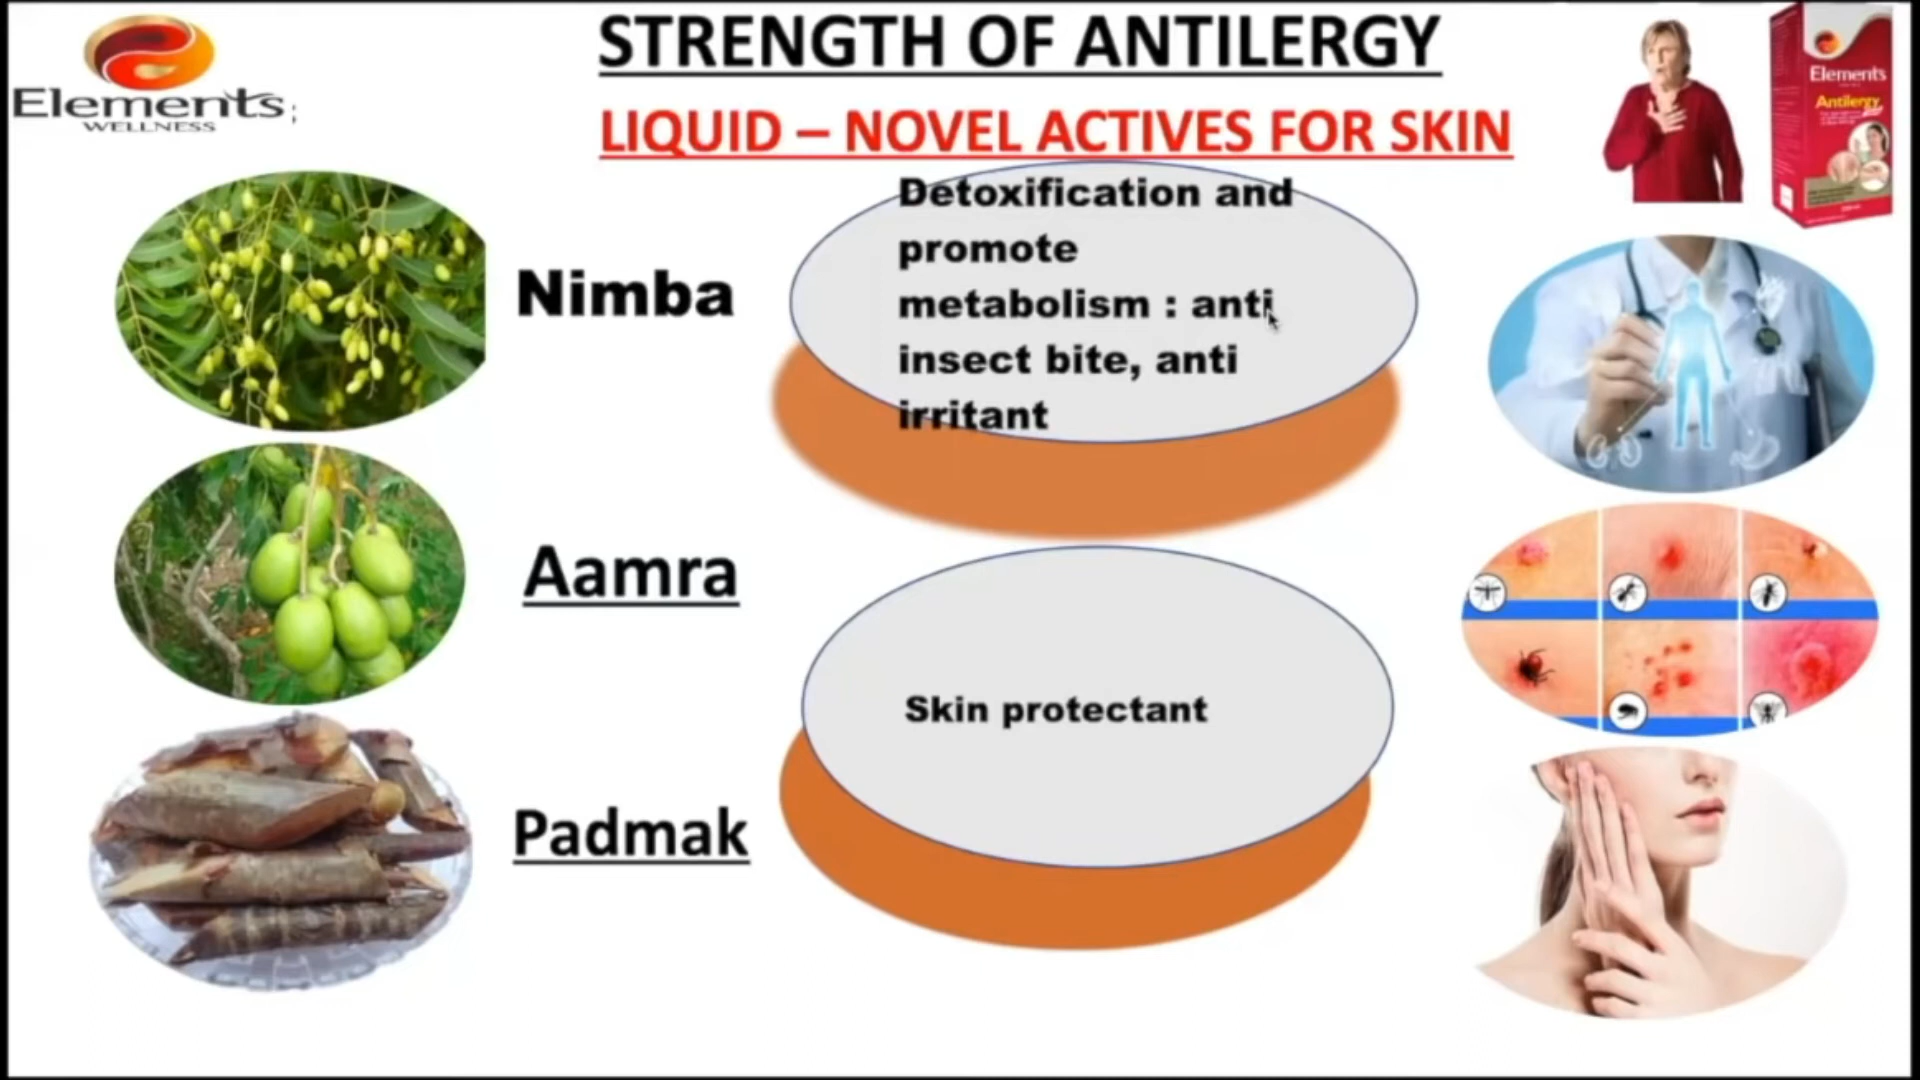 Elements
WELLNESS
STRENGTH OF ANTILERGY
LIQUID – NOVEL ACTIVES FOR SKIN
Elements
Antilergy
Nimba
Detoxification and
promote
metabolism : anti
insect bite, anti
irritant
Aamra
Skin protectant
Padmak